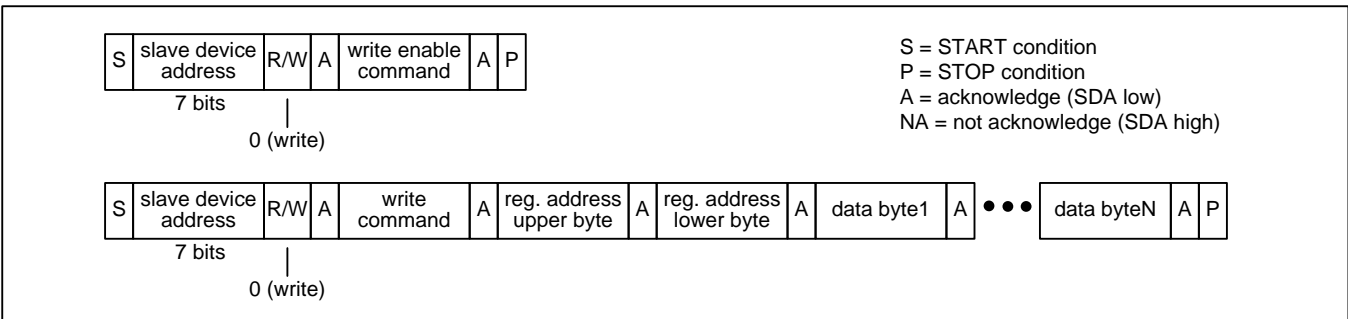 S slave device address R/W A write enable command A P
7 bits
0 (write)
S = START condition
P = STOP condition
A = acknowledge (SDA low)
NA = not acknowledge (SDA high)
S slave device address R/W A write command A reg. address upper byte A reg. address lower byte A data byte1 A ••• data byteN A P
7 bits
0 (write)